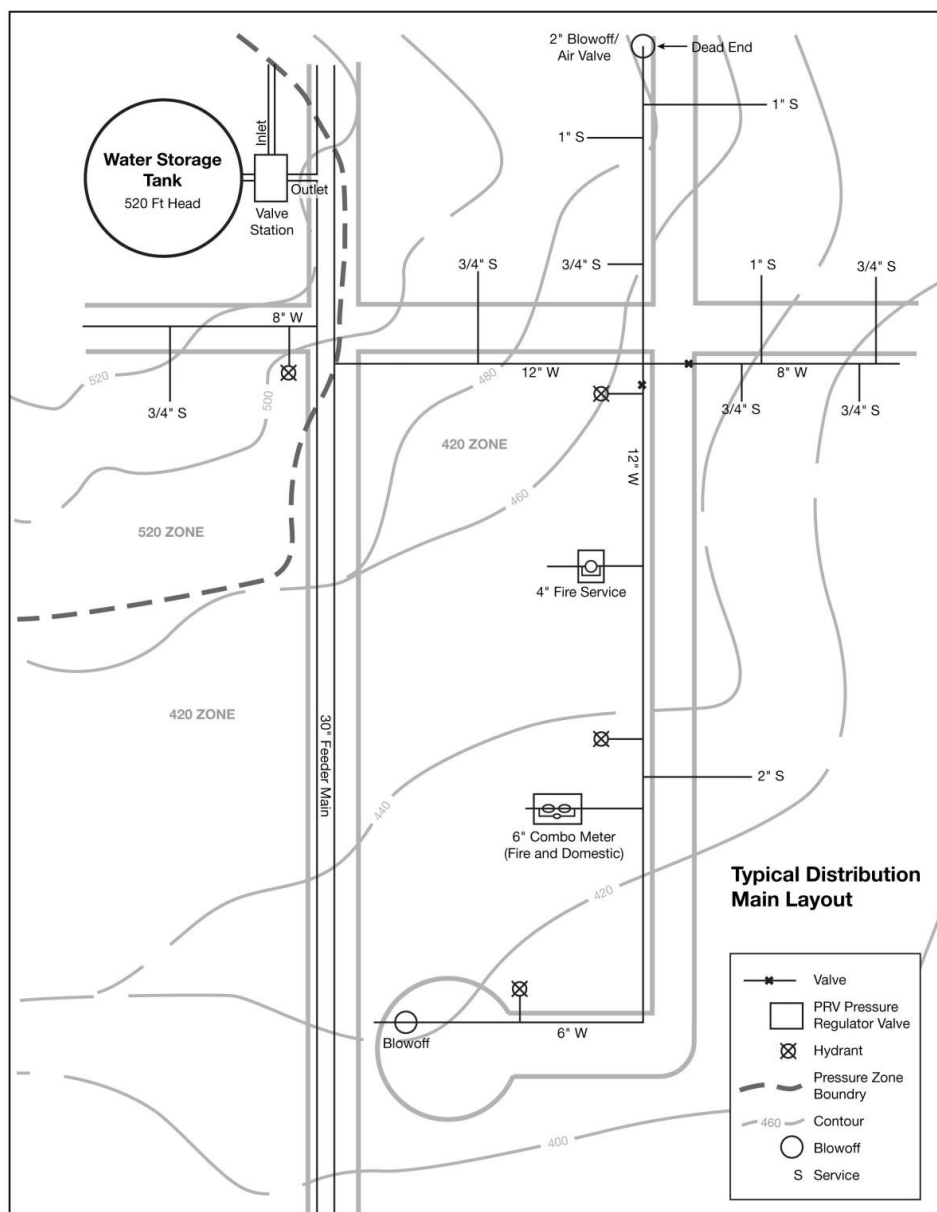 2" Blowoff/
Air Valve
Dead End
1" S
1" S
Inlet
Water Storage
Tank
520 Ft Head
Outlet
Valve
Station
3/4" S
3/4" S
1" S
3/4" S
8" W
12" W
8" W
520
500
480
3/4" S
3/4" S
3/4" S
420 ZONE
12" W
460
520 ZONE
4" Fire Service
420 ZONE
30" Feeder Main
2" S
440
6" Combo Meter
(Fire and Domestic)
420
Typical Distribution
Main Layout
Valve
PRV Pressure
Regulator Valve
Hydrant
Pressure Zone
Boundry
460
Contour
Blowoff
S
Service
6" W
Blowoff
400